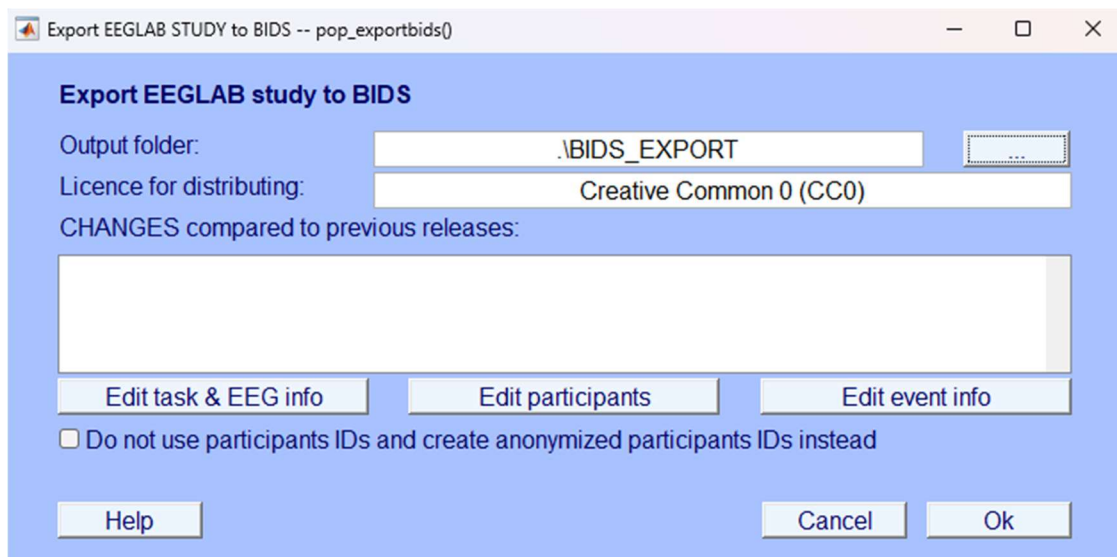 Export EEGLAB STUDY to BIDS -- pop_exportbids()
Export EEGLAB study to BIDS
Output folder: .\BIDS_EXPORT ...
Licence for distributing: Creative Common 0 (CC0)
CHANGES compared to previous releases:
Edit task & EEG info Edit participants Edit event info
Do not use participants IDs and create anonymized participants IDs instead
Help Cancel Ok